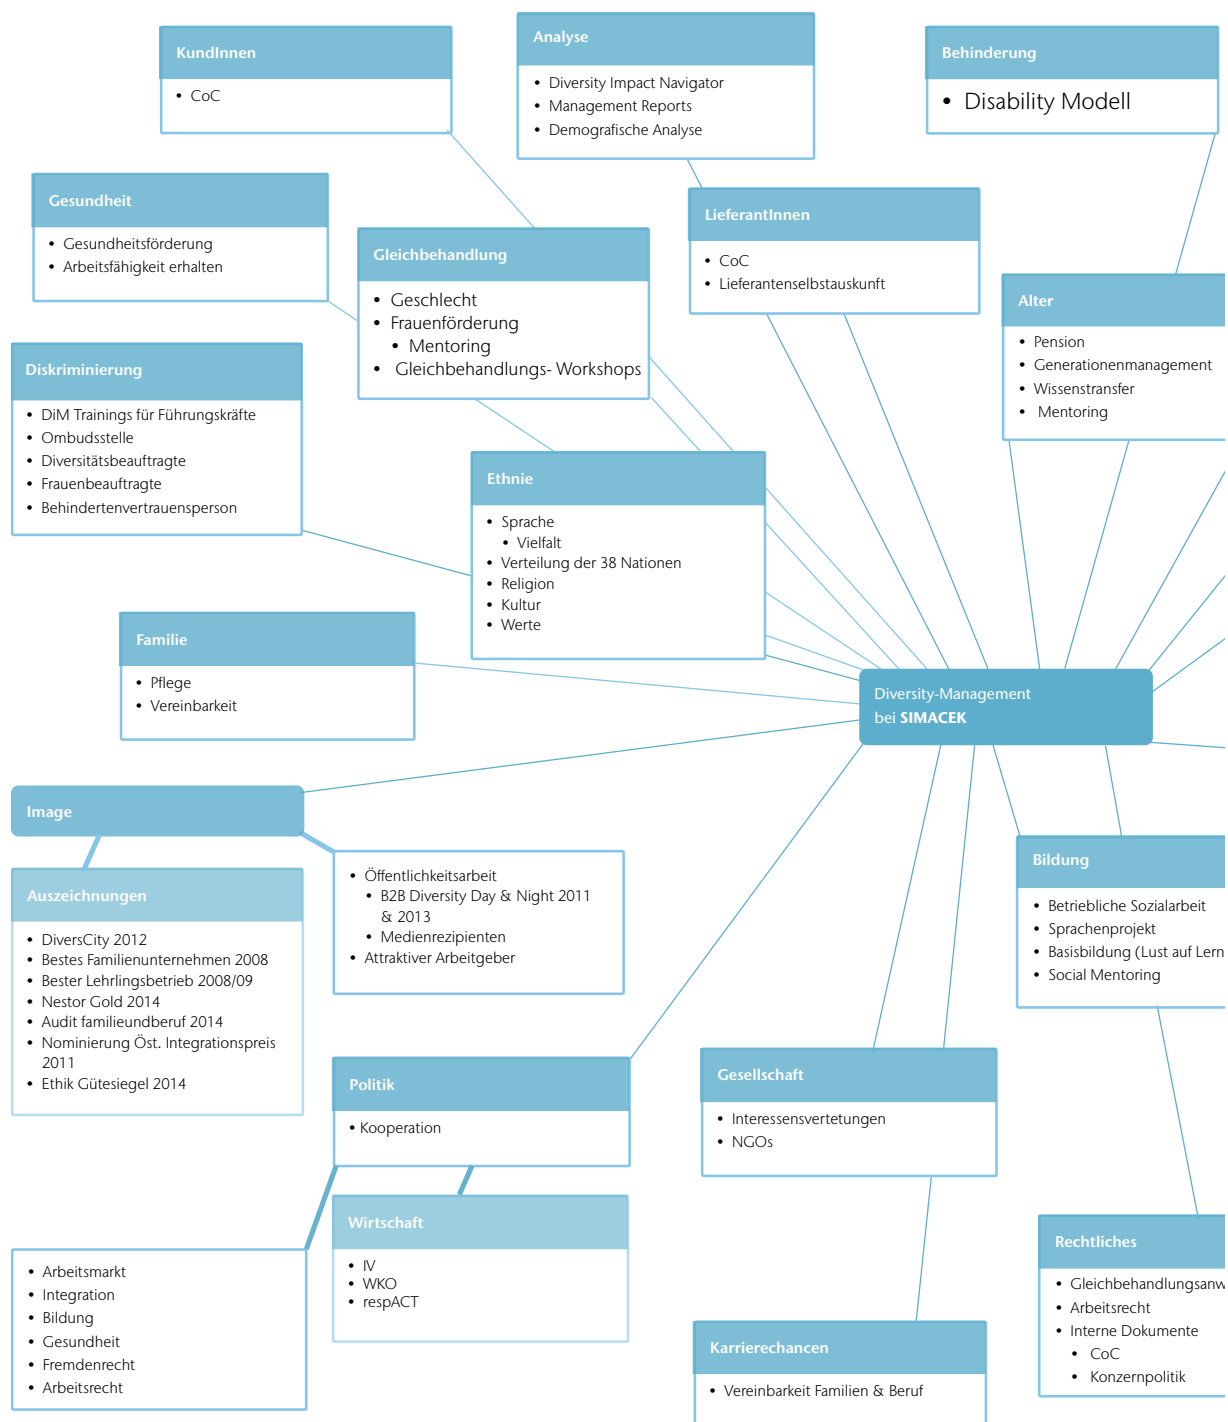 KundInnen
• CoC
Analyse
• Diversity Impact Navigator
• Management Reports
• Demografische Analyse
Behinderung
• Disability Modell
Gesundheit
• Gesundheitsförderung
• Arbeitsfähigkeit erhalten
Gleichbehandlung
• Geschlecht
• Frauenförderung
• Mentoring
• Gleichbehandlungs- Workshops
LieferantInnen
• CoC
• Lieferantenselbstauskunft
Alter
• Pension
• Generationenmanagement
• Wissenstransfer
• Mentoring
Diskriminierung
• DiM Trainings für Führungskräfte
• Ombudsstelle
• Diversitätsbeauftragte
• Frauenbeauftragte
• Behindertenvertrauensperson
Ethnie
• Sprache
• Vielfalt
• Verteilung der 38 Nationen
• Religion
• Kultur
• Werte
Familie
• Pflege
• Vereinbarkeit
Diversity-Management
bei SIMACEK
Image
Auszeichnungen
• DiversCity 2012
• Bestes Familienunternehmen 2008
• Bester Lehrlingsbetrieb 2008/09
• Nestor Gold 2014
• Audit familieundberuf 2014
• Nominierung Öst. Integrationspreis
2011
• Ethik Gütesiegel 2014
• Öffentlichkeitsarbeit
• B2B Diversity Day & Night 2011
& 2013
• Medienrezipienten
• Attraktiver Arbeitgeber
Bildung
• Betriebliche Sozialarbeit
• Sprachenprojekt
• Basisbildung (Lust auf Lern
• Social Mentoring
Politik
• Kooperation
Gesellschaft
• Interessensvertetungen
• NGOs
Wirtschaft
• IV
• WKO
• respACT
• Arbeitsmarkt
• Integration
• Bildung
• Gesundheit
• Fremdenrecht
• Arbeitsrecht
Rechtliches
• Gleichbehandlungsanw
• Arbeitsrecht
• Interne Dokumente
• CoC
• Konzernpolitik
Karrierechancen
• Vereinbarkeit Familien & Beruf